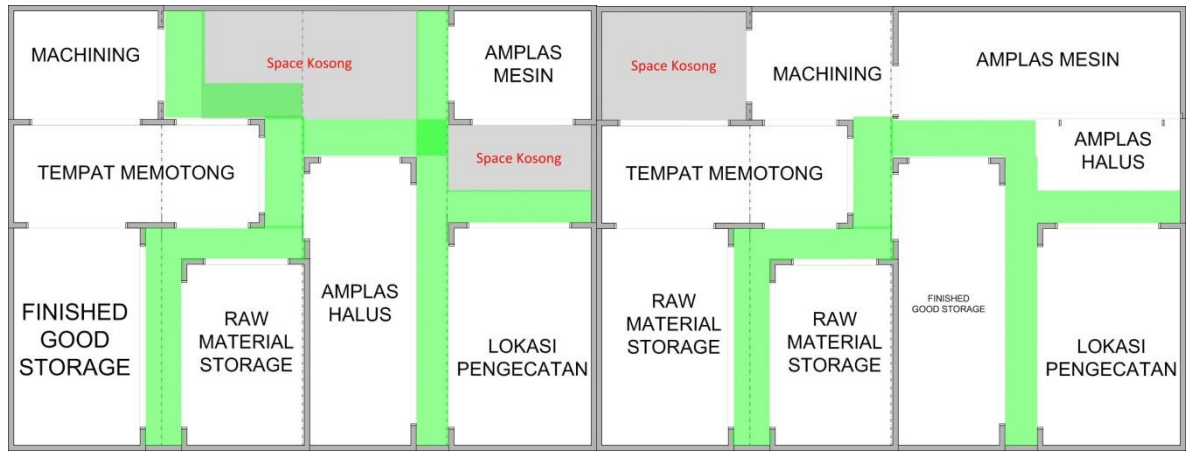 MACHINING
Space Kosong
AMPLAS
MESIN
TEMPAT MEMOTONG
Space Kosong
FINISHED
GOOD
STORAGE
RAW
MATERIAL
STORAGE
AMPLAS
HALUS
LOKASI
PENGECATAN
Space Kosong
MACHINING
AMPLAS MESIN
TEMPAT MEMOTONG
AMPLAS
HALUS
RAW
MATERIAL
STORAGE
RAW
MATERIAL
STORAGE
FINISHED
GOOD STORAGE
LOKASI
PENGECATAN